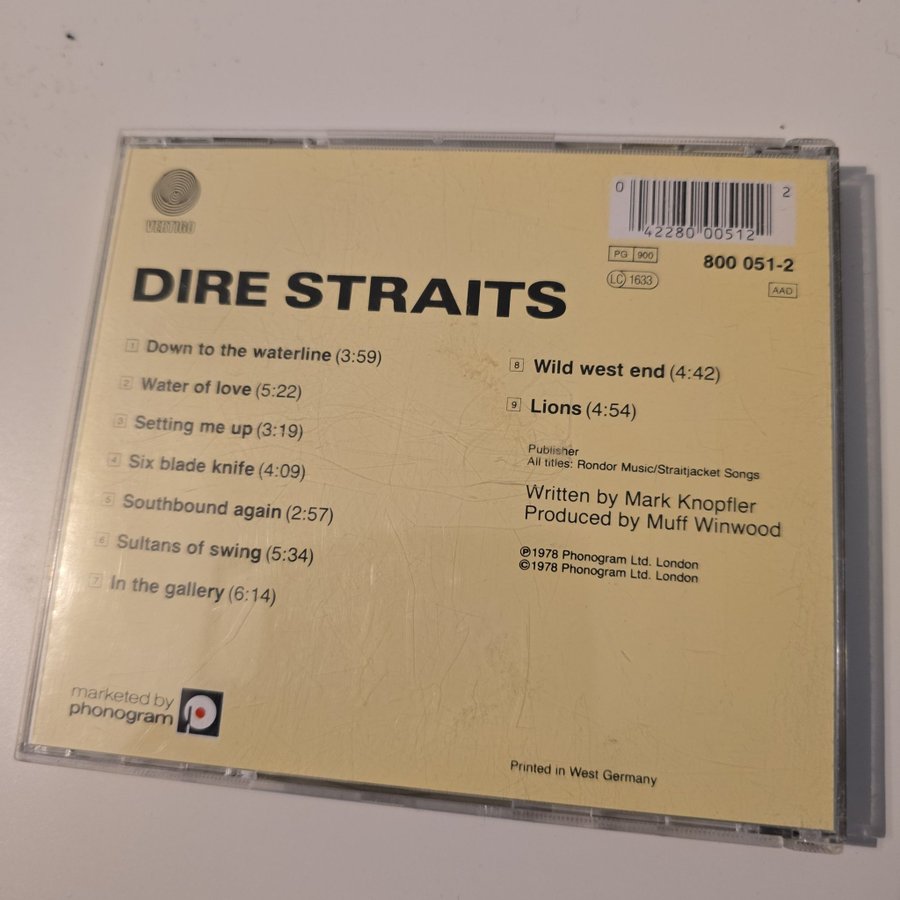 VERTIGO
0 42280 00512 2
PG 900
800 051-2
LC 1633
AAD
DIRE STRAITS
1 Down to the waterline (3:59)
2 Water of love (5:22)
3 Setting me up (3:19)
4 Six blade knife (4:09)
5 Southbound again (2:57)
6 Sultans of swing (5:34)
7 In the gallery (6:14)
8 Wild west end (4:42)
9 Lions (4:54)
Publisher
All titles: Rondor Music/Straitjacket Songs
Written by Mark Knopfler
Produced by Muff Winwood
℗1978 Phonogram Ltd. London
©1978 Phonogram Ltd. London
marketed by
phonogram
Printed in West Germany